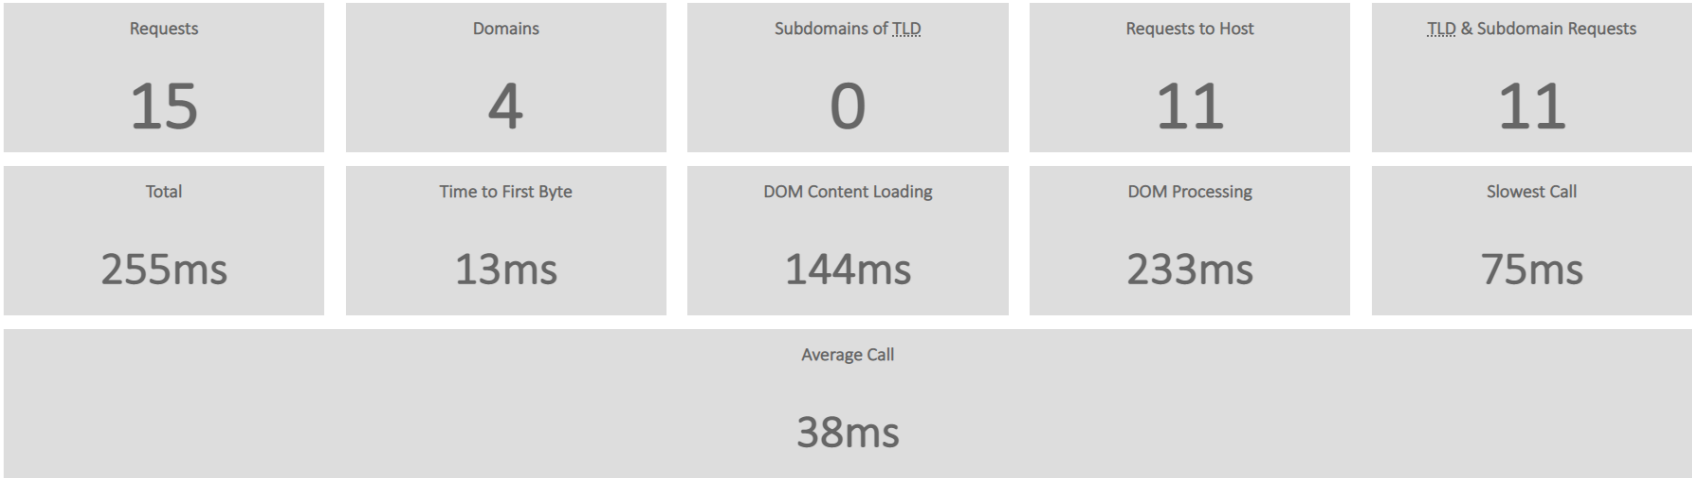 Requests
15
Domains
4
Subdomains of TLD
0
Requests to Host
11
TLD & Subdomain Requests
11
Total
255ms
Time to First Byte
13ms
DOM Content Loading
144ms
DOM Processing
233ms
Slowest Call
75ms
Average Call
38ms